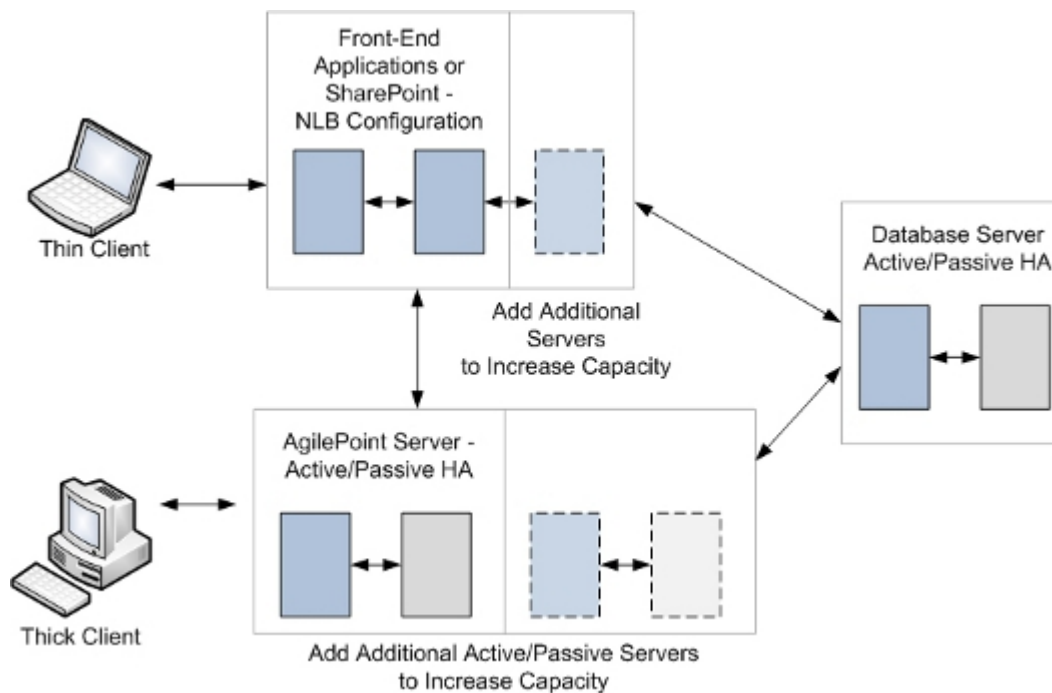 Front-End
Applications or
SharePoint -
NLB Configuration
Thin Client
Add Additional
Servers
to Increase Capacity
Database Server
Active/Passive HA
AgilePoint Server -
Active/Passive HA
Thick Client
Add Additional Active/Passive Servers
to Increase Capacity